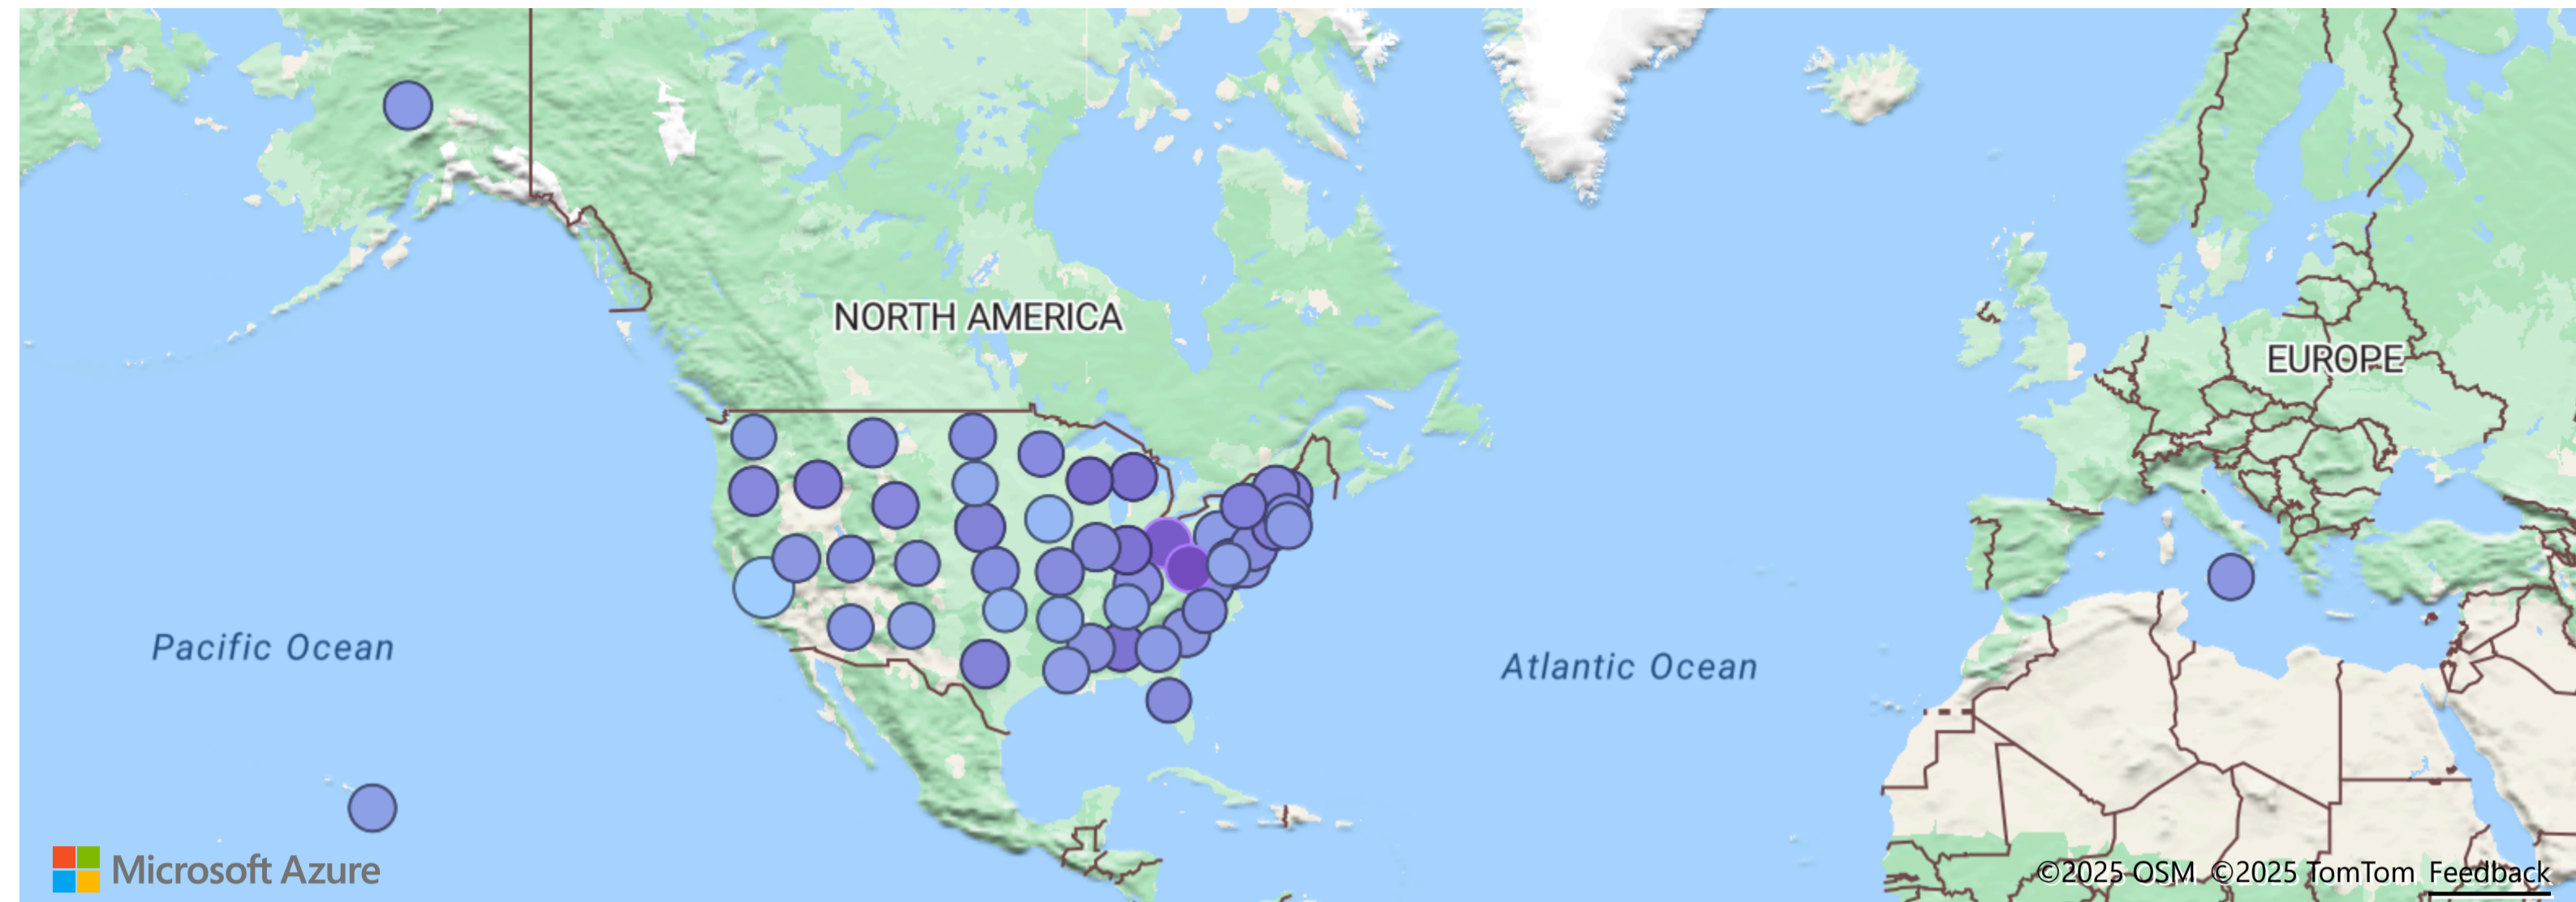 NORTH AMERICA
EUROPE
Pacific Ocean
Atlantic Ocean
Microsoft Azure
©2025 OSM ©2025 TomTom Feedback